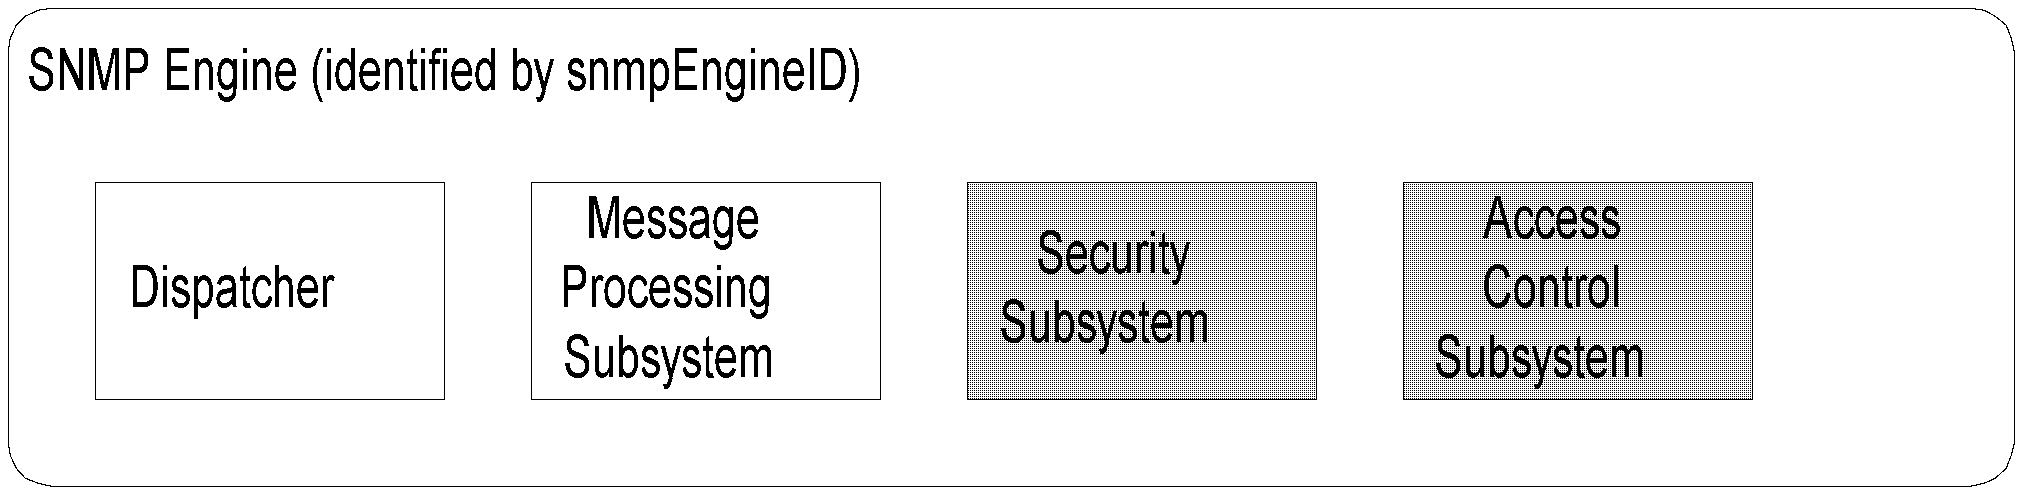 SNMP Engine (identified by snmpEngineID)
Dispatcher
Message
Processing
Subsystem
Security
Subsystem
Access
Control
Subsystem